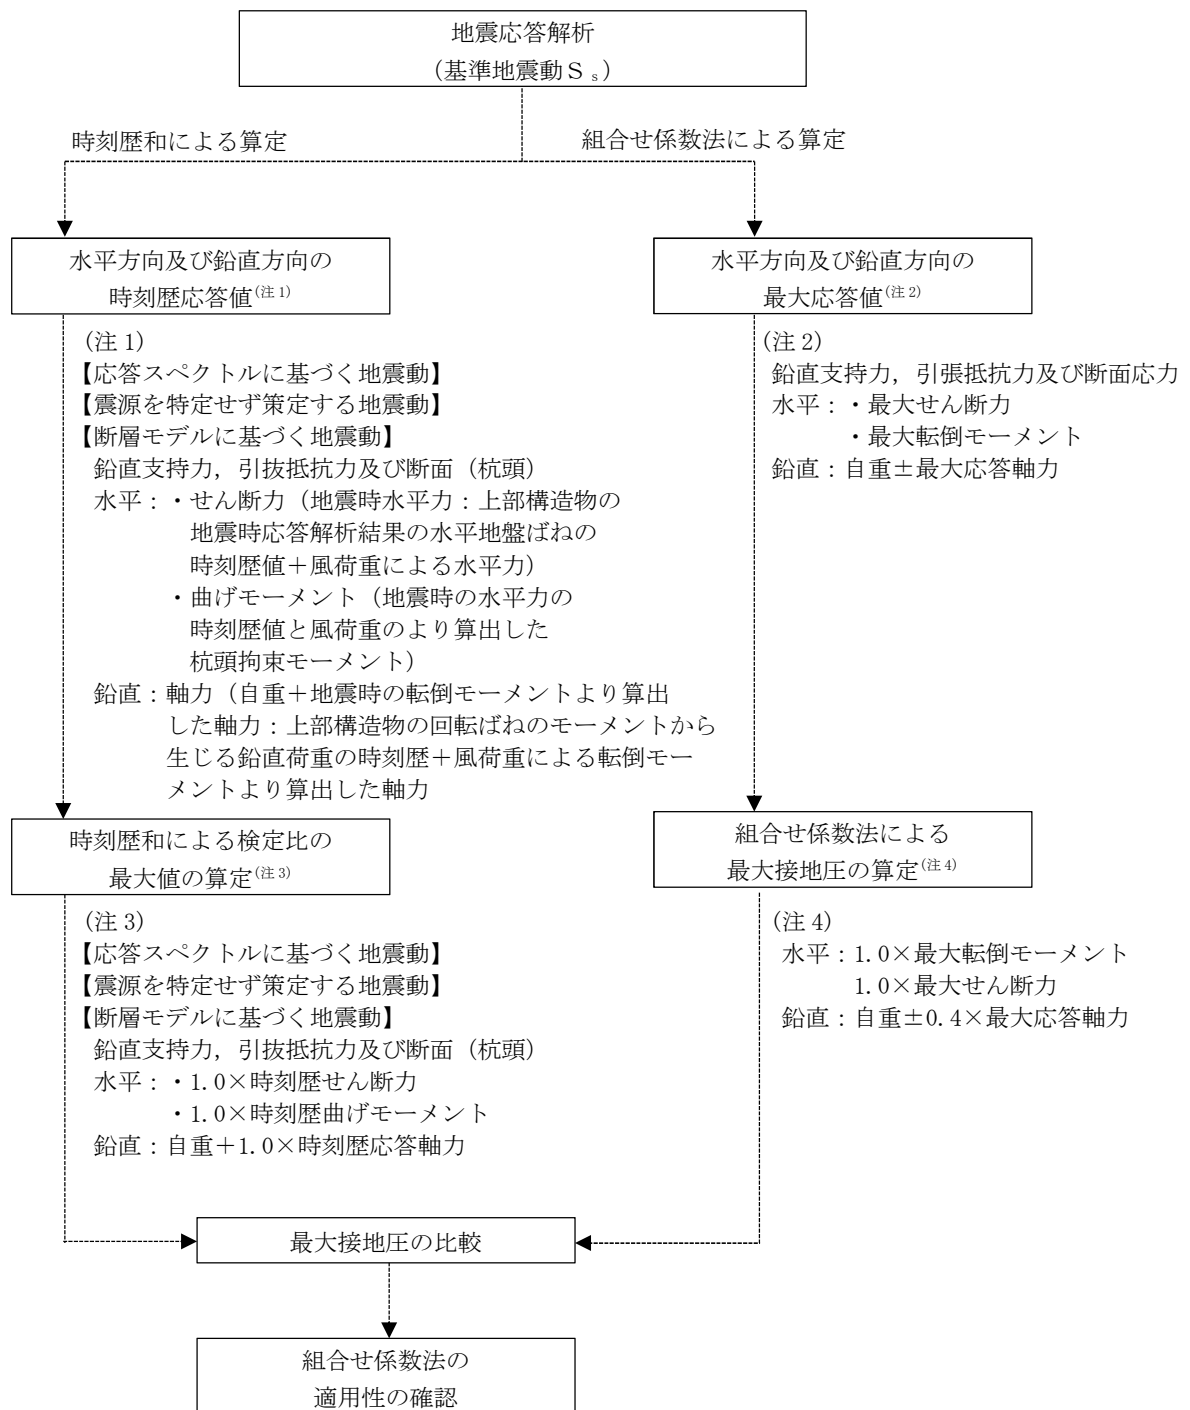 地震応答解析
（基準地震動Ｓｓ）
時刻歴和による算定
組合せ係数法による算定
水平方向及び鉛直方向の
時刻歴応答値(注1)
水平方向及び鉛直方向の
最大応答値(注2)
(注1)
【応答スペクトルに基づく地震動】
【震源を特定せず策定する地震動】
【断層モデルに基づく地震動】
鉛直支持力，引抜抵抗力及び断面（杭頭）
水平：・せん断力（地震時水平力：上部構造物の
地震時応答解析結果の水平地盤ばねの
時刻歴値＋風荷重による水平力）
・曲げモーメント（地震時の水平力の
時刻歴値と風荷重のより算出した
杭頭拘束モーメント）
鉛直：軸力（自重＋地震時の転倒モーメントより算出
した軸力：上部構造物の回転ばねのモーメントから
生じる鉛直荷重の時刻歴＋風荷重による転倒モー
メントより算出した軸力
(注2)
鉛直支持力，引張抵抗力及び断面応力
水平：・最大せん断力
・最大転倒モーメント
鉛直：自重±最大応答軸力
時刻歴和による検定比の
最大値の算定(注3)
組合せ係数法による
最大接地圧の算定(注4)
(注3)
【応答スペクトルに基づく地震動】
【震源を特定せず策定する地震動】
【断層モデルに基づく地震動】
鉛直支持力，引抜抵抗力及び断面（杭頭）
水平：・1.0×時刻歴せん断力
・1.0×時刻歴曲げモーメント
鉛直：自重＋1.0×時刻歴応答軸力
(注4)
水平：1.0×最大転倒モーメント
1.0×最大せん断力
鉛直：自重±0.4×最大応答軸力
最大接地圧の比較
組合せ係数法の
適用性の確認